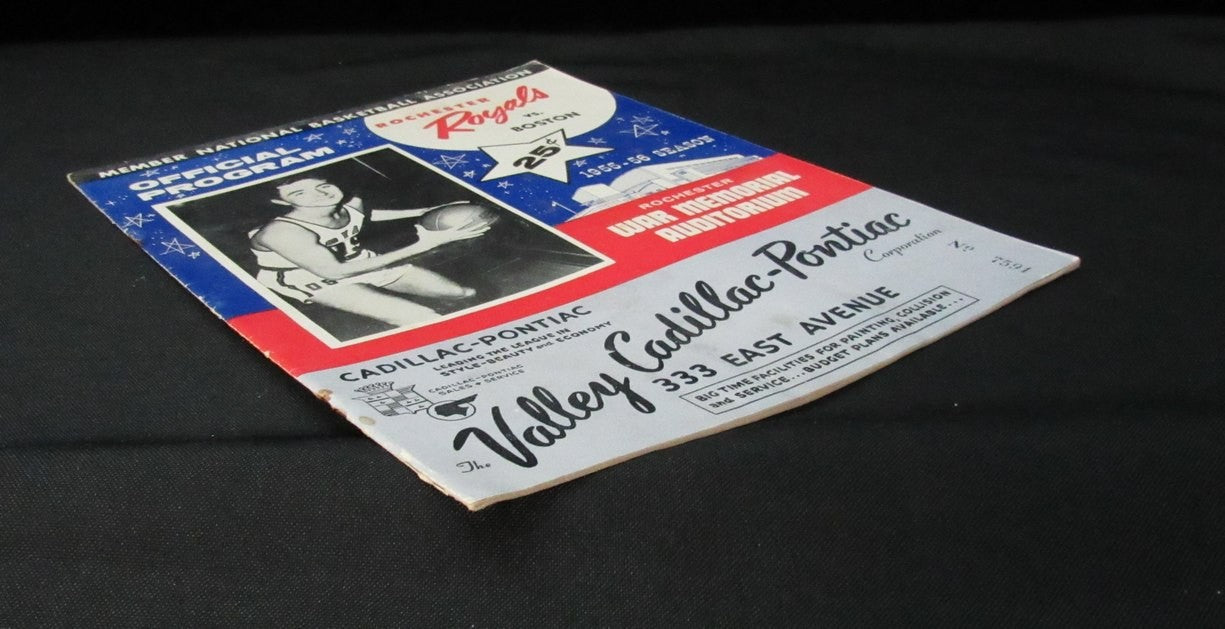 MEMBER NATIONAL BASKETBALL ASSOCIATION
OFFICIAL
PROGRAM
ROCHESTER
Royals
VS.
BOSTON
25¢
1955-56 SEASON
ROCHESTER
WAR MEMORIAL
AUDITORIUM
15
CADILLAC-PONTIAC
LEADING THE LEAGUE IN
STYLE-BEAUTY and ECONOMY
CADILLAC-PONTIAC
SALES & SERVICE
The Valley Cadillac-Pontiac
Corporation
333 EAST AVENUE
BIG TIME FACILITIES FOR PAINTING, COLLISION
and SERVICE...BUDGET PLANS AVAILABLE....